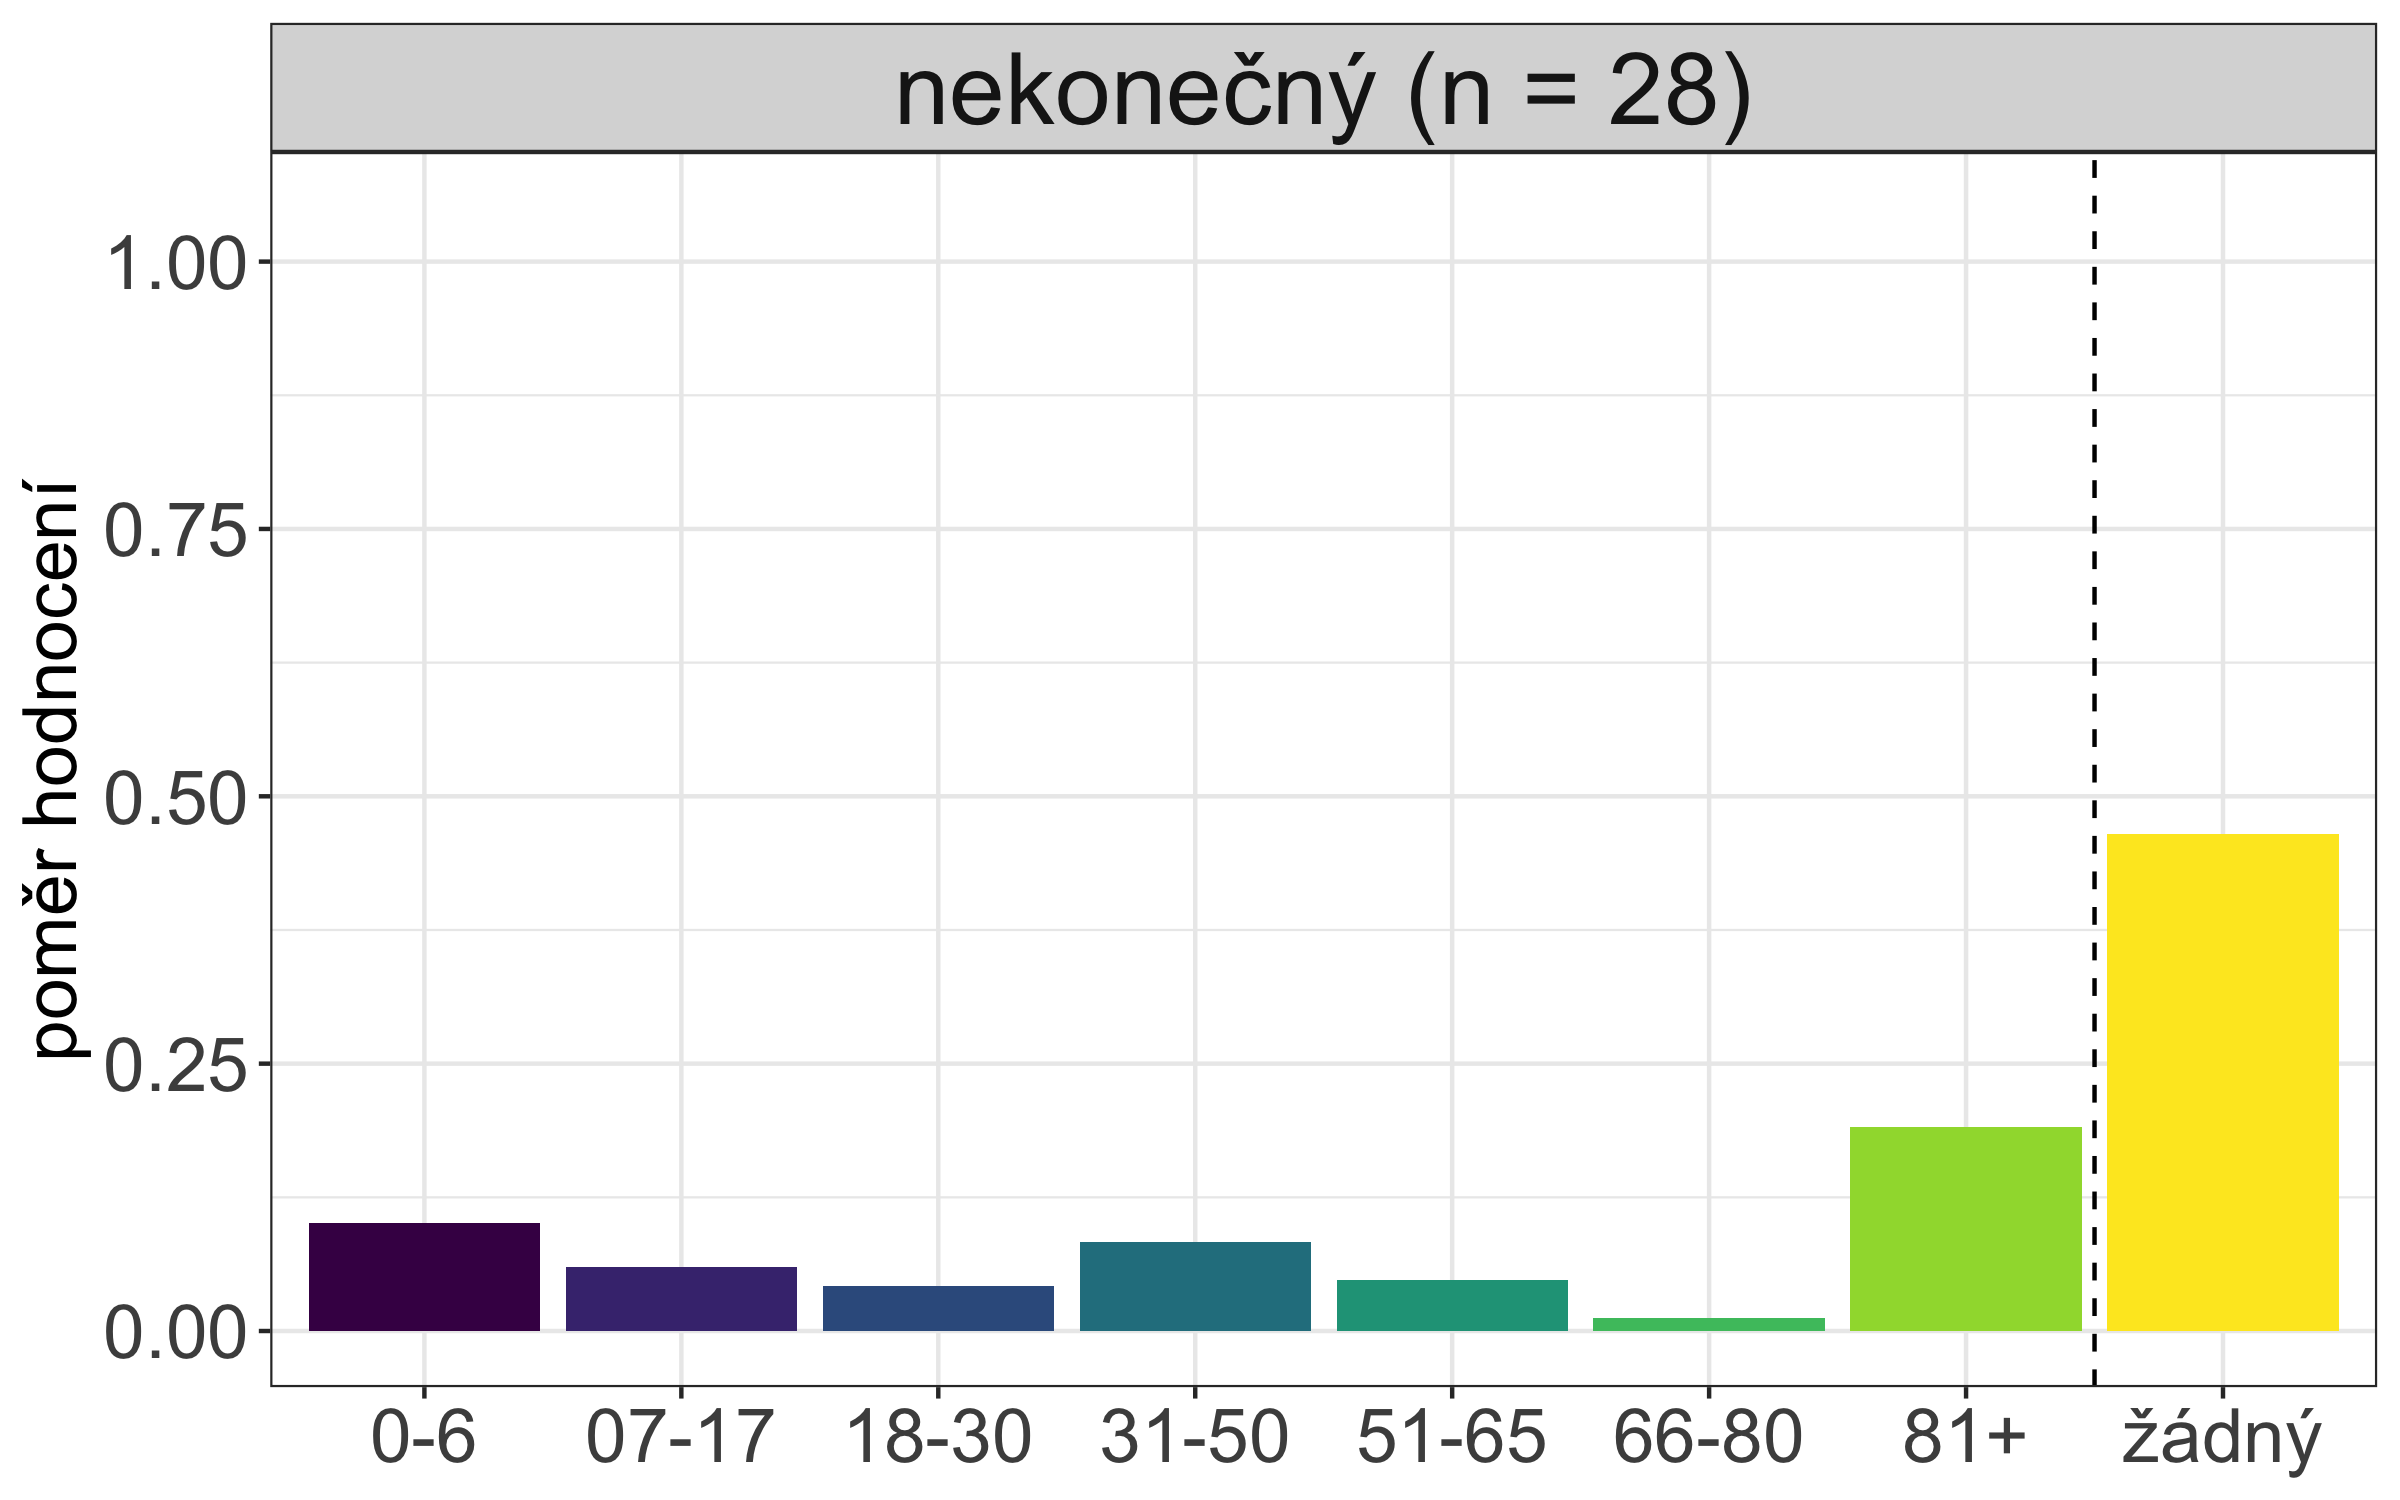 nekonečný (n = 28)
poměr hodnocení
1.00
0.75
0.50
0.25
0.00
0-6 07-17 18-30 31-50 51-65 66-80 81+ žádný